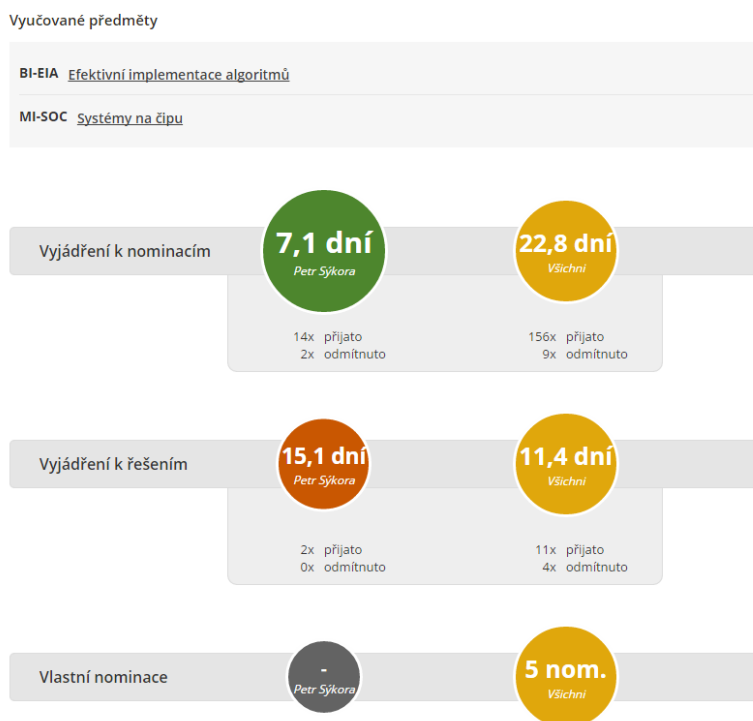 Vyučované předměty
BI-EIA Efektivní implementace algoritmů
MI-SOC Systémy na čipu
Vyjádření k nominacím
7,1 dní
Petr Sýkora
22,8 dní
Všichni
14x přijato
2x odmítnuto
156x přijato
9x odmítnuto
Vyjádření k řešením
15,1 dní
Petr Sýkora
11,4 dní
Všichni
2x přijato
0x odmítnuto
11x přijato
4x odmítnuto
Vlastní nominace
-
Petr Sýkora
5 nom.
Všichni